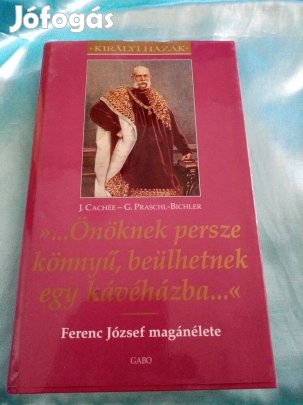 Jófogás
KIRÁLYI HÁZAK
J. CACHÉE – G. PRASCHL-BICHLER
»...Önöknek persze
könnyű, beülhetnek
egy kávéházba...«
Ferenc József magánélete
GABO